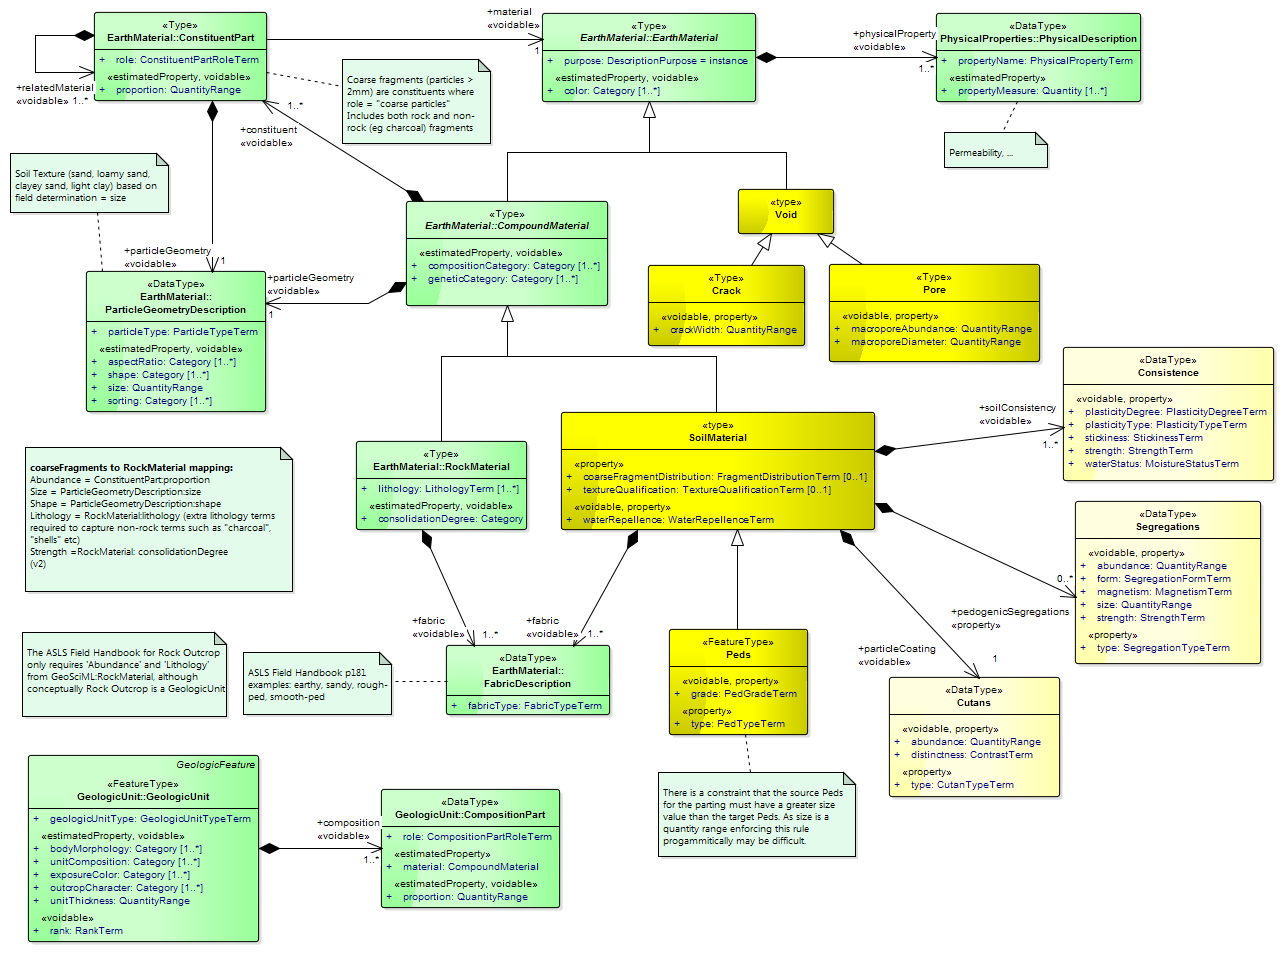 «Type»
EarthMaterial::ConstituentPart
+ role: ConstituentPartRoleTerm
«estimatedProperty, voidable»
+ proportion: QuantityRange
+relatedMaterial
«voidable» 1..*
+material
«voidable»
1
«Type»
EarthMaterial::EarthMaterial
+ purpose: DescriptionPurpose = instance
«estimatedProperty, voidable»
+ color: Category [1..*]
+physicalProperty
«voidable»
1..*
«DataType»
PhysicalProperties::PhysicalDescription
+ propertyName: PhysicalPropertyTerm
«estimatedProperty»
+ propertyMeasure: Quantity [1..*]
Coarse fragments (particles >
2mm) are constituents where
role = "coarse particles"
Includes both rock and non-
rock (eg charcoal) fragments
Permeability, ...
1..*
+constituent
«voidable»
Soil Texture (sand, loamy sand,
clayey sand, light clay) based on
field determination = size
«Type»
EarthMaterial::CompoundMaterial
«estimatedProperty, voidable»
+ compositionCategory: Category [1..*]
+ geneticCategory: Category [1..*]
«type»
Void
+particleGeometry
«voidable»
1
+particleGeometry
«voidable»
1
«DataType»
EarthMaterial::
ParticleGeometryDescription
+ particleType: ParticleTypeTerm
«estimatedProperty, voidable»
+ aspectRatio: Category [1..*]
+ shape: Category [1..*]
+ size: QuantityRange
+ sorting: Category [1..*]
«Type»
Crack
«voidable, property»
+ crackWidth: QuantityRange
«Type»
Pore
«voidable, property»
+ macroporeAbundance: QuantityRange
+ macroporeDiameter: QuantityRange
«DataType»
Consistence
«voidable, property»
+ plasticityDegree: PlasticityDegreeTerm
+ plasticityType: PlasticityTypeTerm
+ stickiness: StickinessTerm
+ strength: StrengthTerm
+ waterStatus: MoistureStatusTerm
+soilConsistency
«voidable»
1..*
coarseFragments to RockMaterial mapping:
Abundance = ConstituentPart:proportion
Size = ParticleGeometryDescription:size
Shape = ParticleGeometryDescription:shape
Lithology = RockMaterial:lithology (extra lithology terms
required to capture non-rock terms such as "charcoal",
"shells" etc)
Strength =RockMaterial: consolidationDegree
(v2)
«Type»
EarthMaterial::RockMaterial
+ lithology: LithologyTerm [1..*]
«estimatedProperty, voidable»
+ consolidationDegree: Category
«type»
SoilMaterial
«property»
+ coarseFragmentDistribution: FragmentDistributionTerm [0..1]
+ textureQualification: TextureQualificationTerm [0..1]
«voidable, property»
+ waterRepellence: WaterRepellenceTerm
«DataType»
Segregations
«voidable, property»
+ abundance: QuantityRange
+ form: SegregationFormTerm
+ magnetism: MagnetismTerm
+ size: QuantityRange
+ strength: StrengthTerm
«property»
+ type: SegregationTypeTerm
0..*
+pedogenicSegregations
«property»
+particleCoating
«voidable»
1
+fabric
«voidable»
1..*
+fabric
«voidable»
1..*
The ASLS Field Handbook for Rock Outcrop
only requires 'Abundance' and 'Lithology'
from GeoSciML:RockMaterial, although
conceptually Rock Outcrop is a GeologicUnit
ASLS Field Handbook p181
examples: earthy, sandy, rough-
ped, smooth-ped
«DataType»
EarthMaterial::
FabricDescription
+ fabricType: FabricTypeTerm
«FeatureType»
Peds
«voidable, property»
+ grade: PedGradeTerm
«property»
+ type: PedTypeTerm
«DataType»
Cutans
«voidable, property»
+ abundance: QuantityRange
+ distinctness: ContrastTerm
«property»
+ type: CutanTypeTerm
There is a constraint that the source Peds
for the parting must have a greater size
value than the target Peds. As size is a
quantity range enforcing this rule
progammitically may be difficult.
GeologicFeature
«FeatureType»
GeologicUnit::GeologicUnit
+ geologicUnitType: GeologicUnitTypeTerm
«estimatedProperty, voidable»
+ bodyMorphology: Category [1..*]
+ unitComposition: Category [1..*]
+ exposureColor: Category [1..*]
+ outcropCharacter: Category [1..*]
+ unitThickness: QuantityRange
«voidable»
+ rank: RankTerm
+composition
«voidable»
1..*
«DataType»
GeologicUnit::CompositionPart
+ role: CompositionPartRoleTerm
«estimatedProperty»
+ material: CompoundMaterial
«estimatedProperty, voidable»
+ proportion: QuantityRange